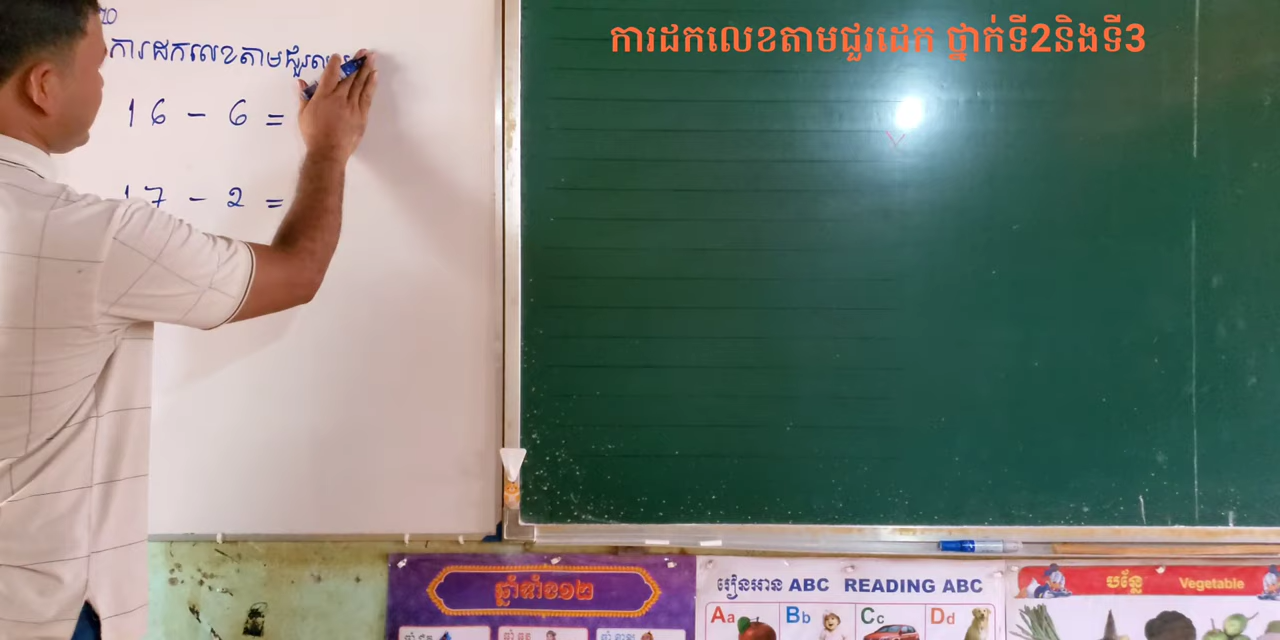 ការដកលេខតាមជួរដេក ថ្នាក់ទី2និងទី3
ការដកលេខតាមជួរ
16 - 6 =
17 - 2 =
ឆ្នាំទាំង១២
រៀនអាន ABC READING ABC
Aa Bb Cc Dd
បន្លែ Vegetable